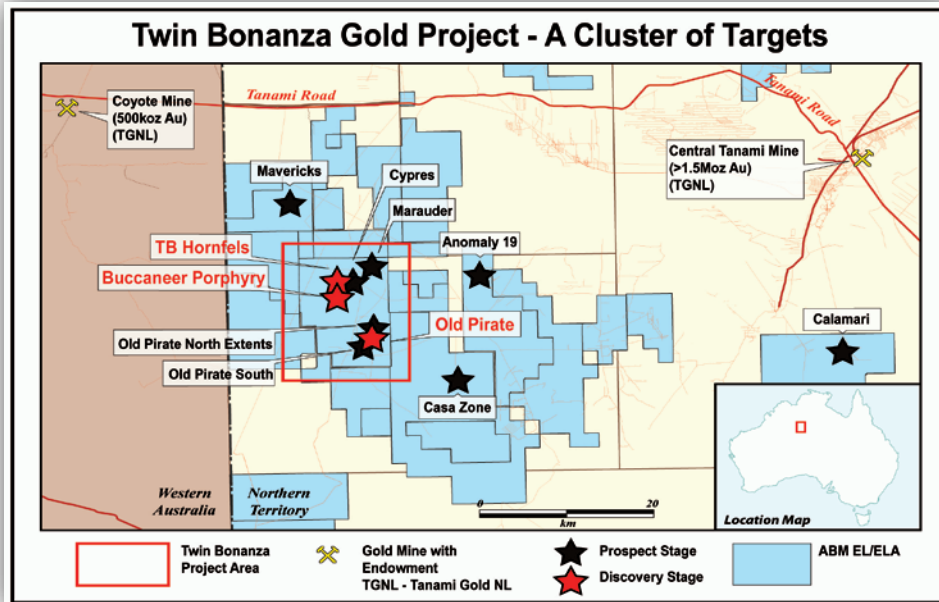 Twin Bonanza Gold Project - A Cluster of Targets
Coyote Mine
(500koz Au)
(TGNL)
Tanami Road
Tanami Road
Central Tanami Mine
(>1.5Moz Au)
(TGNL)
Mavericks
Cypres
Marauder
TB Hornfels
Anomaly 19
Buccaneer Porphyry
Old Pirate
Calamari
Old Pirate North Extents
Old Pirate South
Casa Zone
Western
Australia
Northern
Territory
0
20
km
Location Map
Twin Bonanza
Project Area
Gold Mine with
Endowment
TGNL - Tanami Gold NL
Prospect Stage
Discovery Stage
ABM EL/ELA